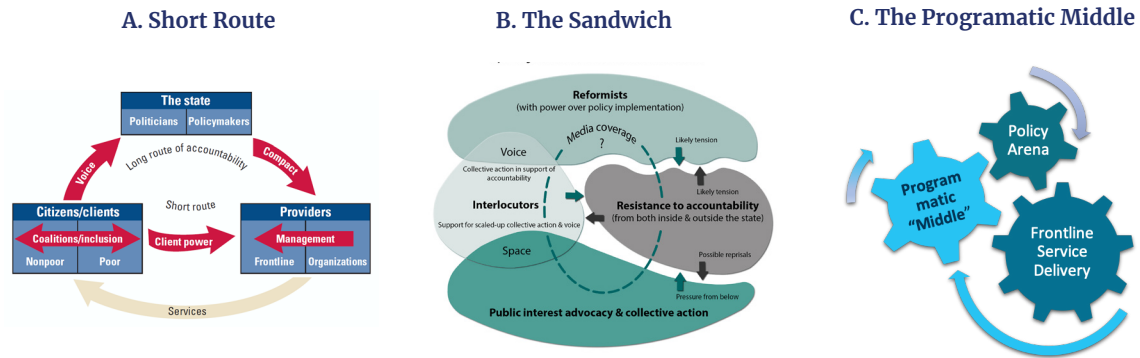 A. Short Route
The state
Politicians
Policymakers
Long route of accountability
Voice
Compact
Short route
Citizens/clients
Coalitions/inclusion
Nonpoor
Poor
Client power
Providers
Management
Frontline
Organizations
Services
B. The Sandwich
Reformists
(with power over policy implementation)
Media coverage
?
Likely tension
Voice
Collective action in support of
accountability
Likely tension
Interlocutors
Resistance to accountability
(from both inside & outside the state)
Support for scaled-up collective action & voice
Space
Possible reprisals
Pressure from below
Public interest advocacy & collective action
C. The Programatic Middle
Policy
Arena
Program
matic
“Middle”
Frontline
Service
Delivery